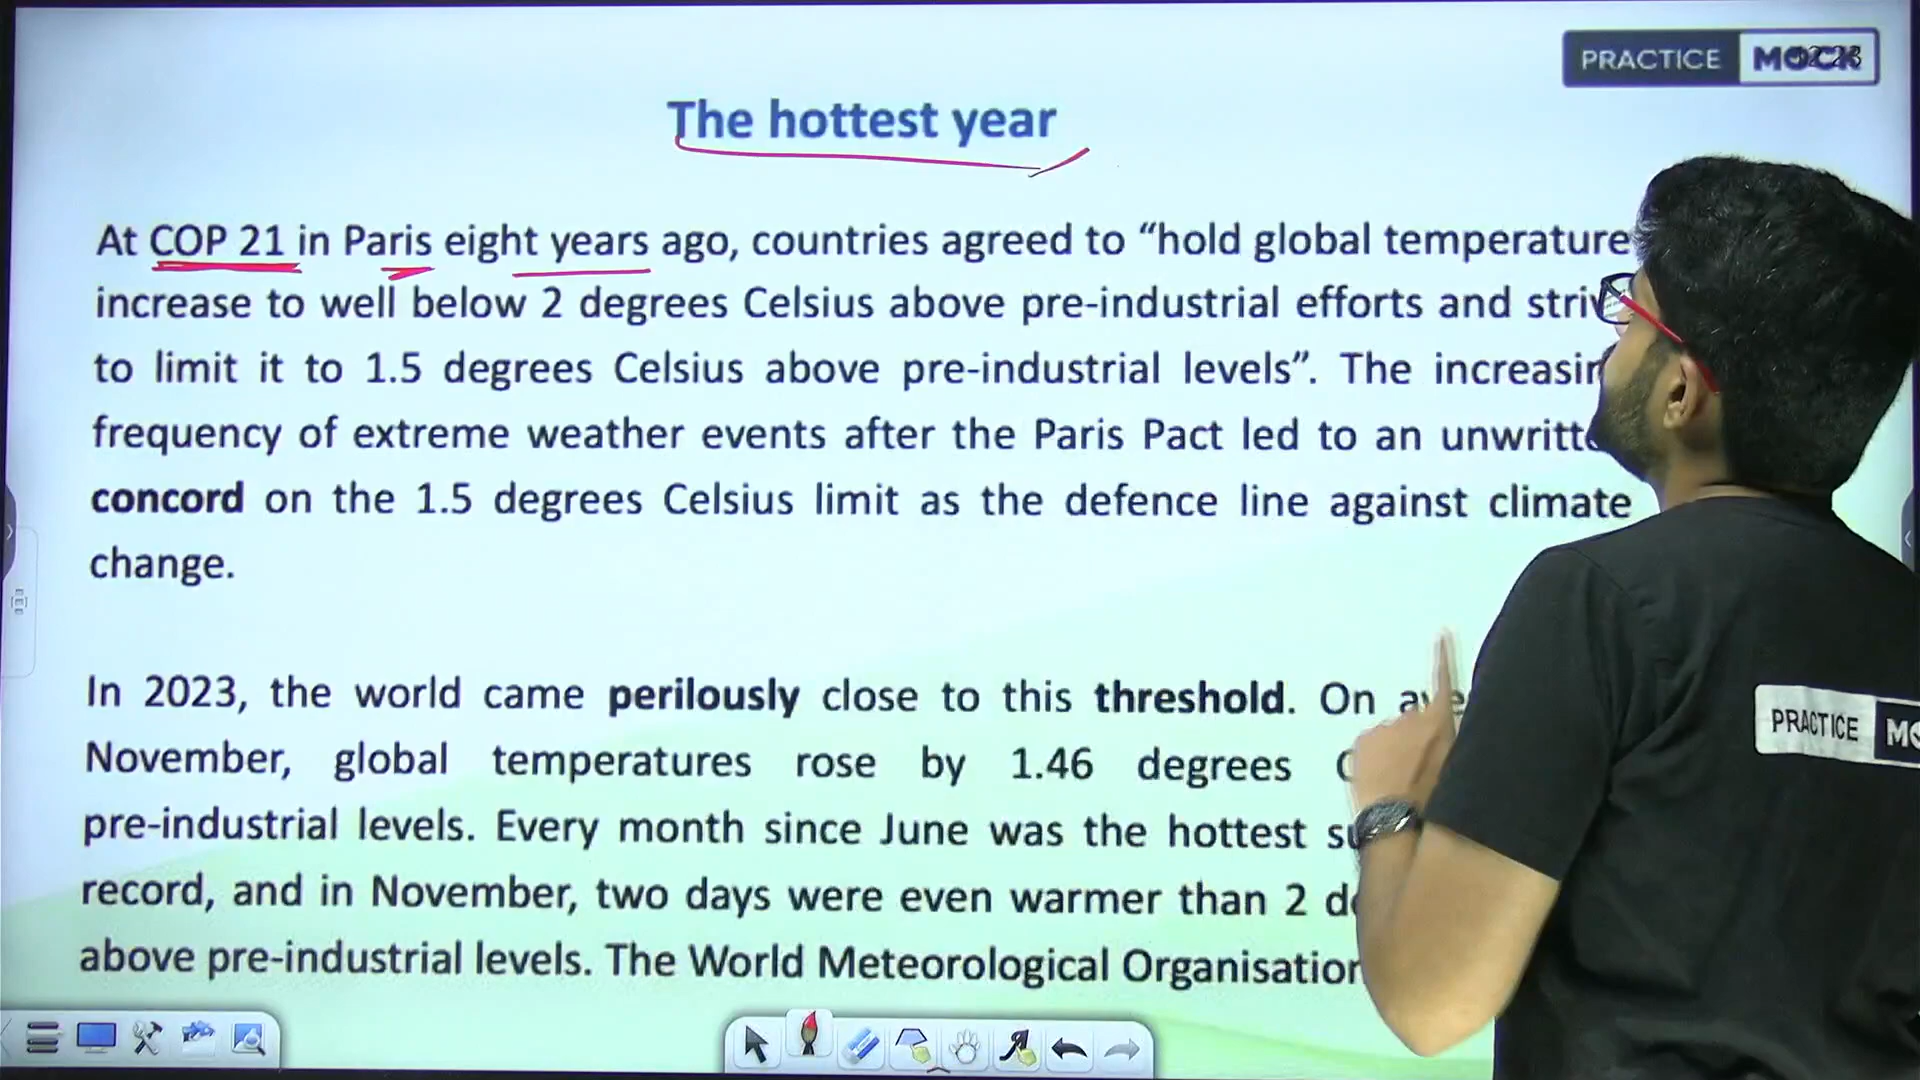 PRACTICE MOCK
The hottest year
At COP 21 in Paris eight years ago, countries agreed to “hold global temperature
increase to well below 2 degrees Celsius above pre-industrial efforts and
to limit it to 1.5 degrees Celsius above pre-industrial levels”. The
frequency of extreme weather events after the Paris Pact led to an
concord on the 1.5 degrees Celsius limit as the defence line against climate
change.
In 2023, the world came perilously close to this threshold. On
November, global temperatures rose by 1.46 degrees
pre-industrial levels. Every month since June was the hottest
record, and in November, two days were even warmer than 2
above pre-industrial levels. The World Meteorological
PRACTICE